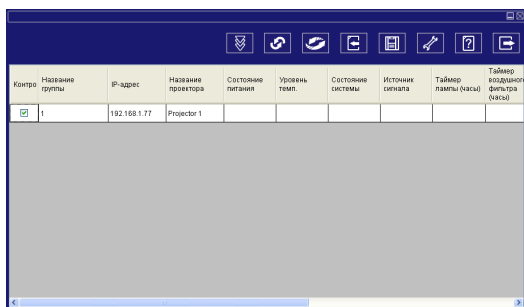 Контро
Название группы
IP-адрес
Название проектора
Состояние питания
Уровень темп.
Состояние системы
Источник сигнала
Таймер лампы (часы)
Таймер воздушног фильтра (часы)
1
192.168.1.77
Projector 1